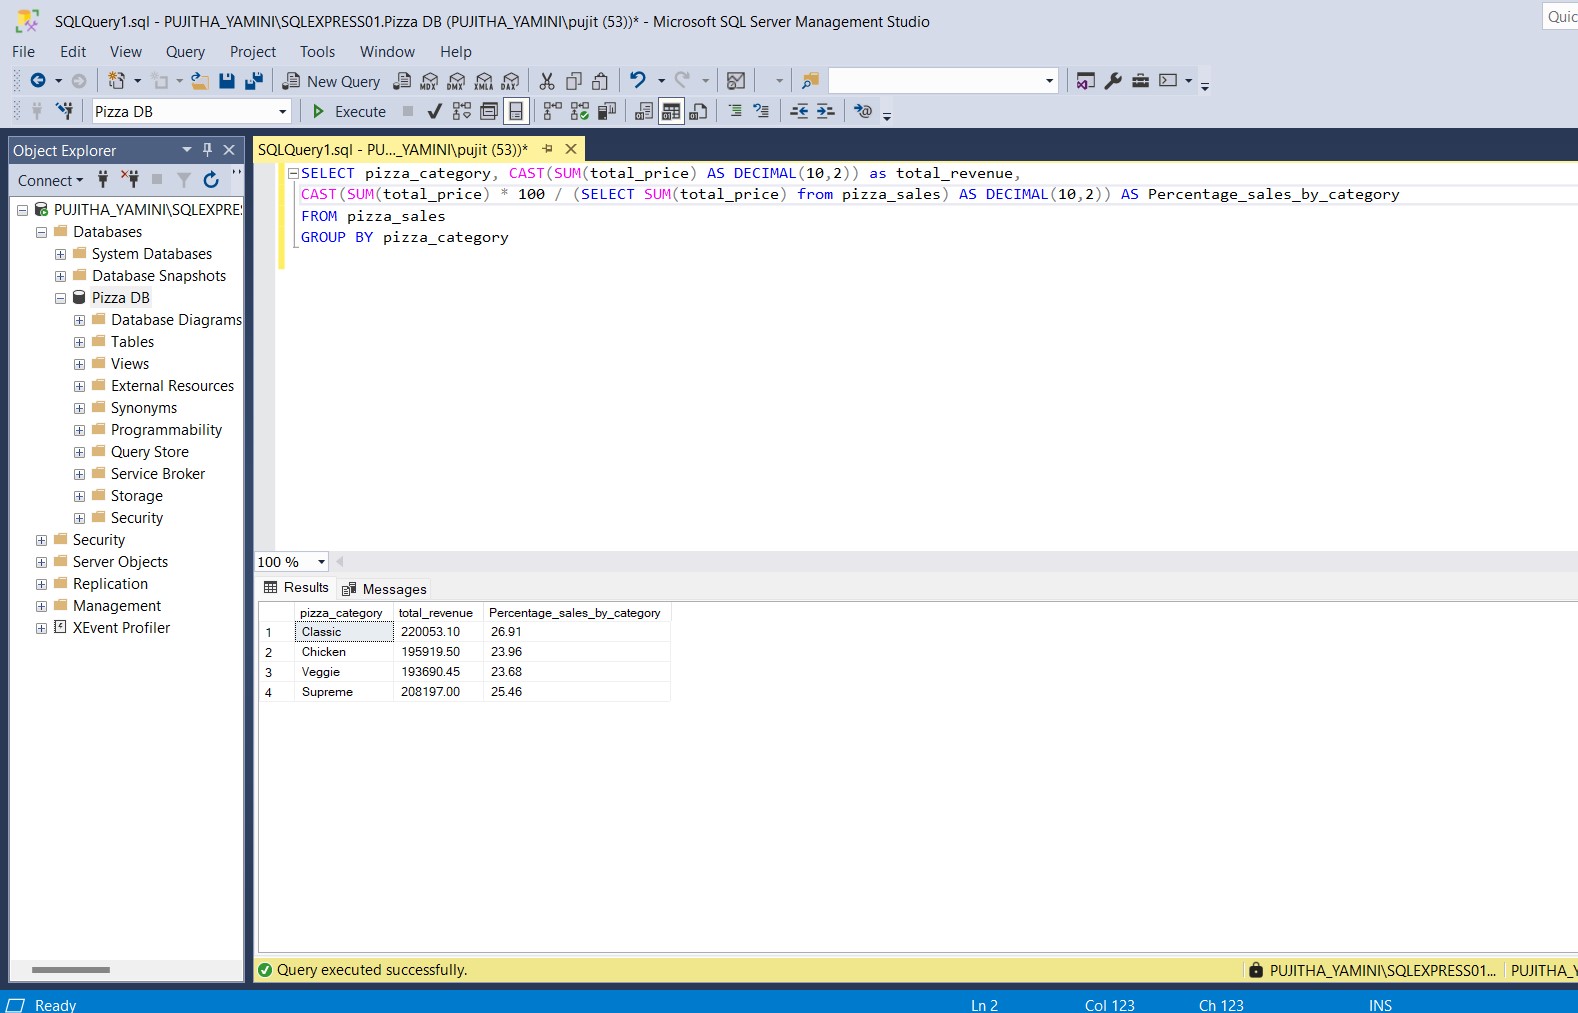 SQLQuery1.sql - PUJITHA_YAMINI\SQLEXPRESS01.Pizza DB (PUJITHA_YAMINI\pujit (53))* - Microsoft SQL Server Management Studio
Quic
File Edit View Query Project Tools Window Help
New Query MDX DMX XMLA DAX
Pizza DB Execute
Object Explorer
Connect
PUJITHA_YAMINI\SQLEXPRE
Databases
System Databases
Database Snapshots
Pizza DB
Database Diagrams
Tables
Views
External Resources
Synonyms
Programmability
Query Store
Service Broker
Storage
Security
Security
Server Objects
Replication
Management
XEvent Profiler
SQLQuery1.sql - PU..._YAMINI\pujit (53))*
SELECT pizza_category, CAST(SUM(total_price) AS DECIMAL(10,2)) as total_revenue,
CAST(SUM(total_price) * 100 / (SELECT SUM(total_price) from pizza_sales) AS DECIMAL(10,2)) AS Percentage_sales_by_category
FROM pizza_sales
GROUP BY pizza_category
100 %
Results Messages
pizza_category total_revenue Percentage_sales_by_category
1 Classic 220053.10 26.91
2 Chicken 195919.50 23.96
3 Veggie 193690.45 23.68
4 Supreme 208197.00 25.46
Query executed successfully. PUJITHA_YAMINI\SQLEXPRESS01... PUJITHA_Y
Ready Ln 2 Col 123 Ch 123 INS